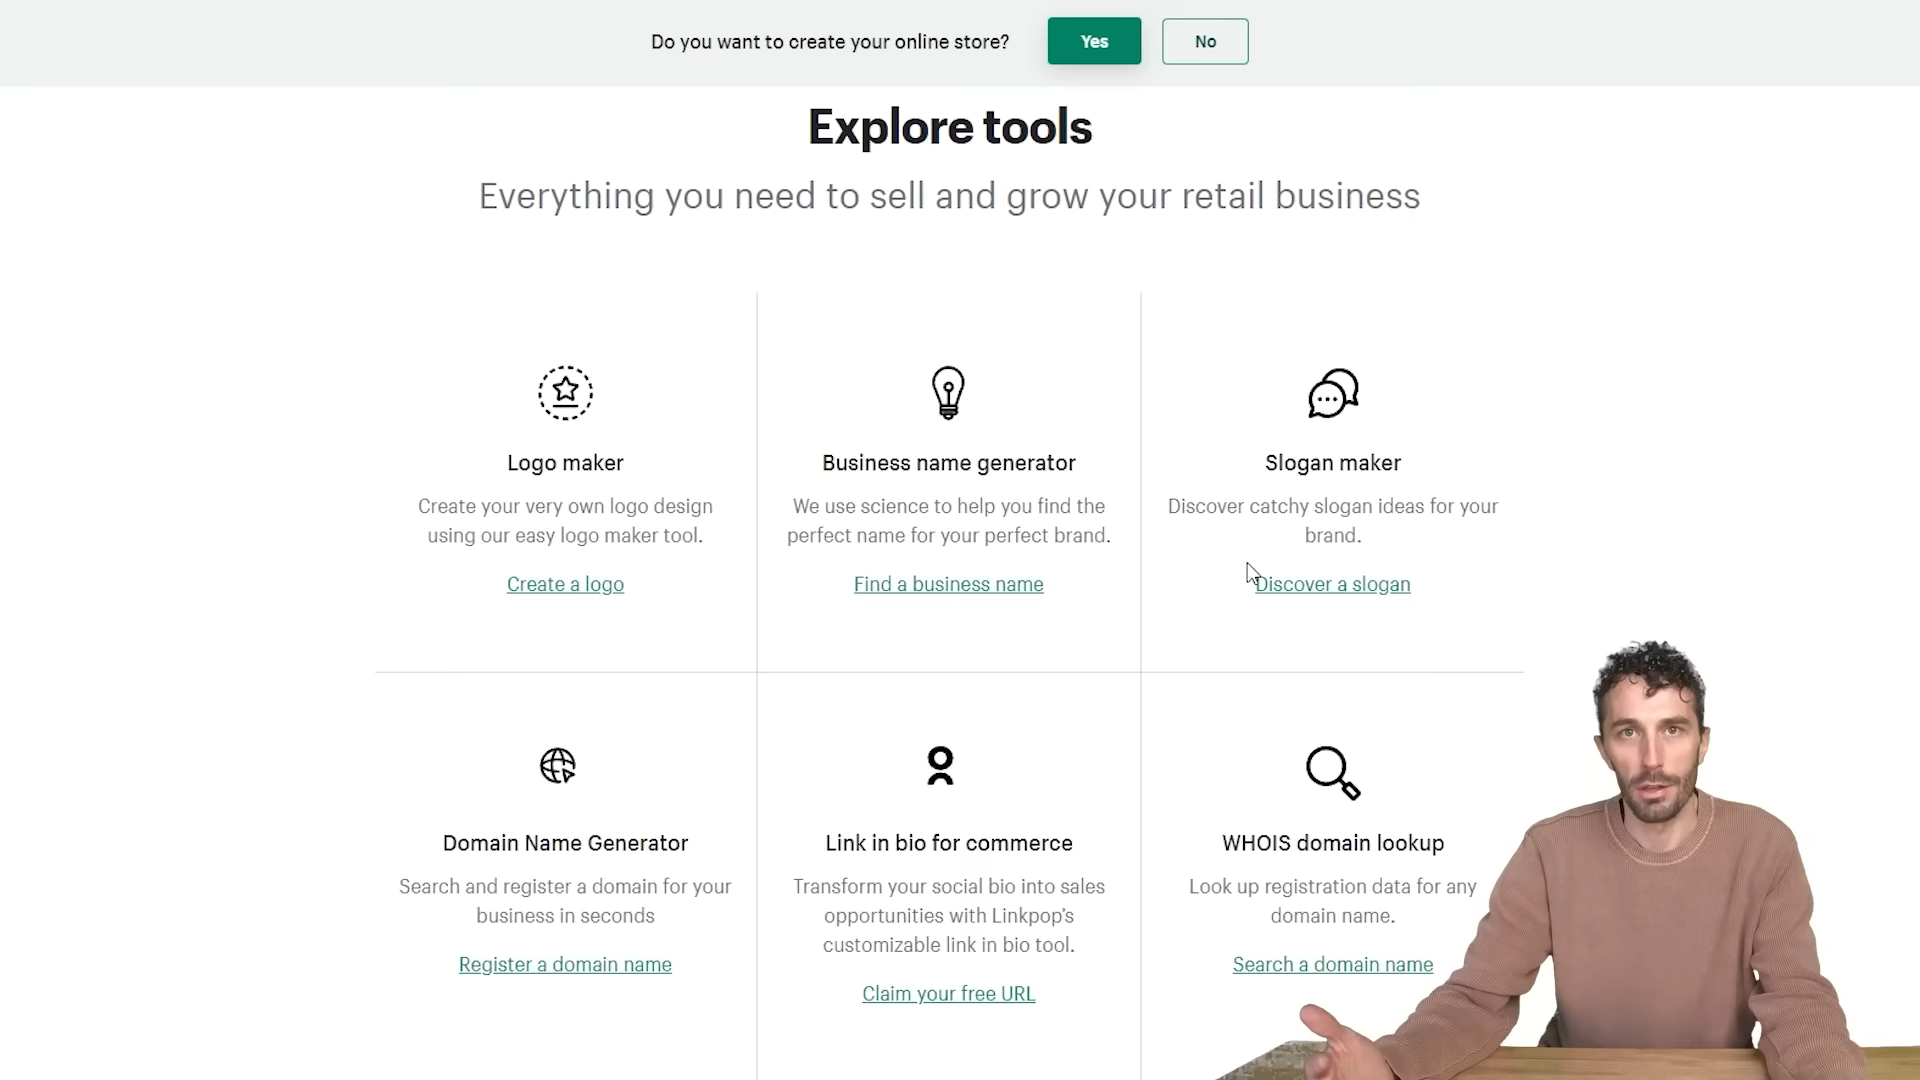 Do you want to create your online store?
Yes
No
Explore tools
Everything you need to sell and grow your retail business
Logo maker
Create your very own logo design
using our easy logo maker tool.
Create a logo
Business name generator
We use science to help you find the
perfect name for your perfect brand.
Find a business name
Slogan maker
Discover catchy slogan ideas for your
brand.
Discover a slogan
Domain Name Generator
Search and register a domain for your
business in seconds
Register a domain name
Link in bio for commerce
Transform your social bio into sales
opportunities with Linkpop’s
customizable link in bio tool.
Claim your free URL
WHOIS domain lookup
Look up registration data for any
domain name.
Search a domain name